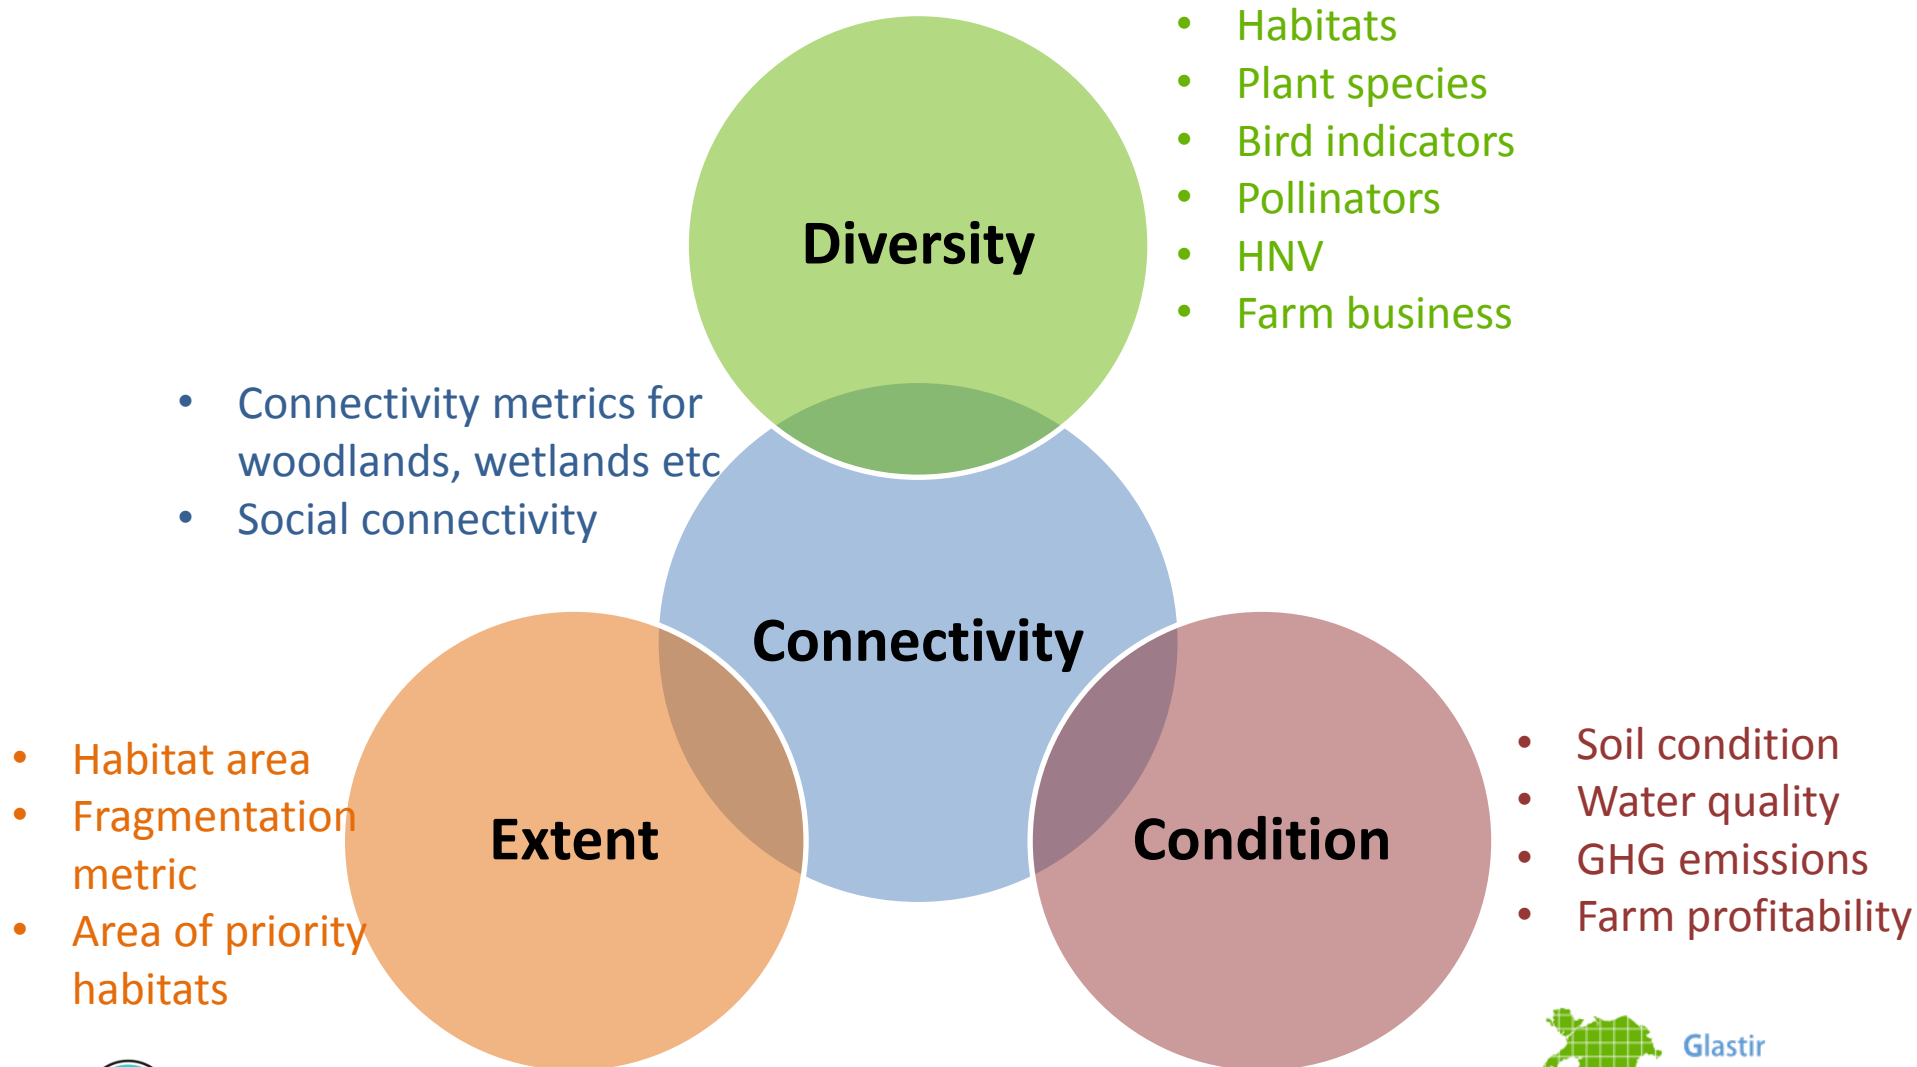 • Habitats
• Plant species
• Bird indicators
• Pollinators
• HNV
• Farm business
Diversity
• Connectivity metrics for
woodlands, wetlands etc
• Social connectivity
Connectivity
• Habitat area
• Fragmentation
metric
• Area of priority
habitats
Extent
Condition
• Soil condition
• Water quality
• GHG emissions
• Farm profitability
Glastir